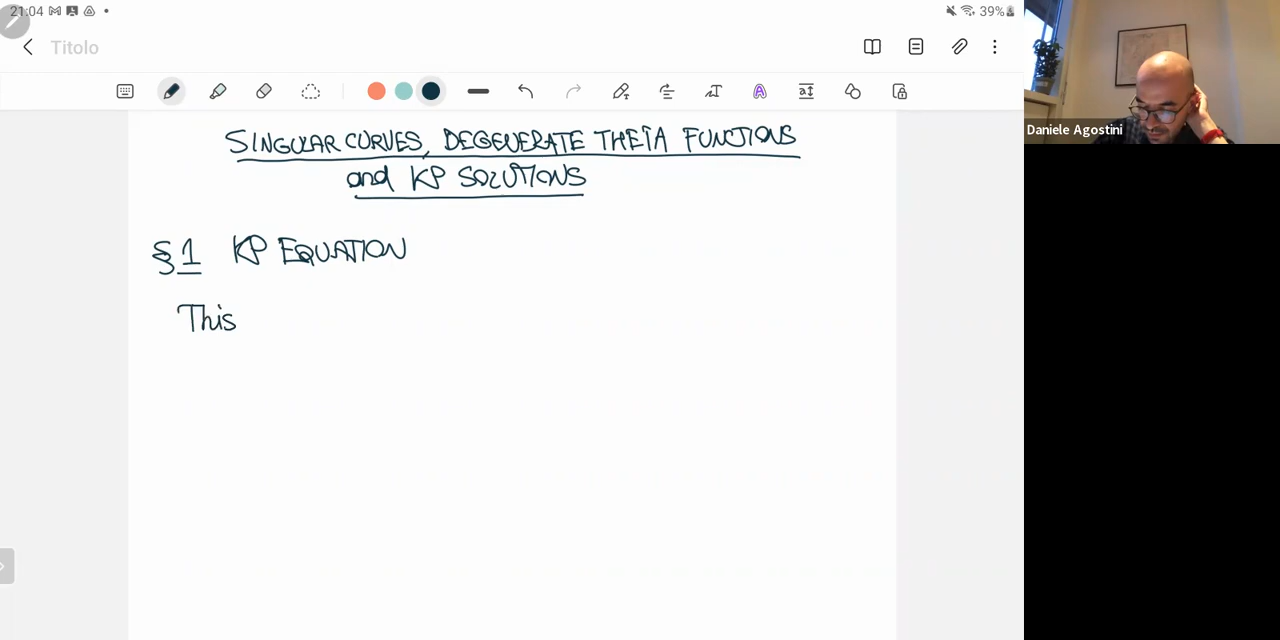 21:04
39%
Titolo
Daniele Agostini
SINGULAR CURVES, DEGENERATE THETA FUNCTIONS
and KP SOLUTIONS
§1 KP EQUATION
This